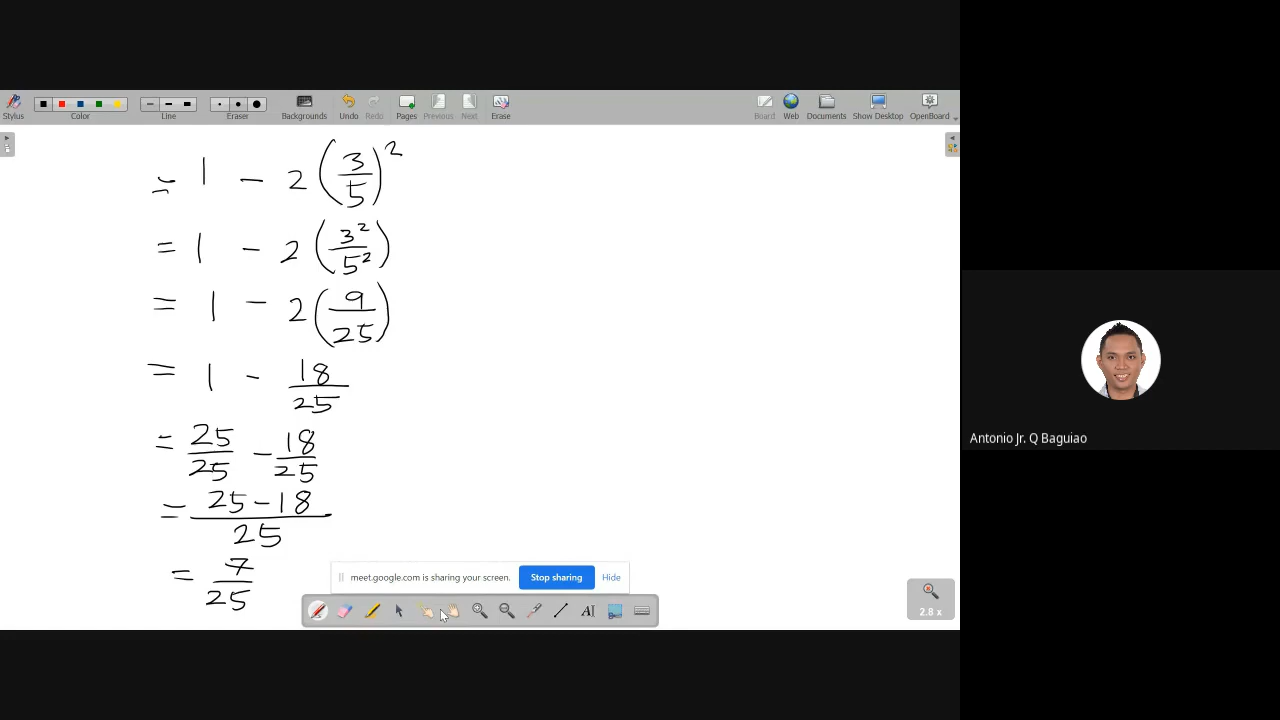 Stylus Color Line Eraser Backgrounds Undo Redo Pages Previous Next Erase Board Web Documents Show Desktop OpenBoard
= 1 - 2 (3/5)²
= 1 - 2 (3²/5²)
= 1 - 2 (9/25)
= 1 - 18/25
= 25/25 - 18/25
= 25-18/25
= 7/25
meet.google.com is sharing your screen. Stop sharing Hide
AI
2.8 x
Antonio Jr. Q Baguiao